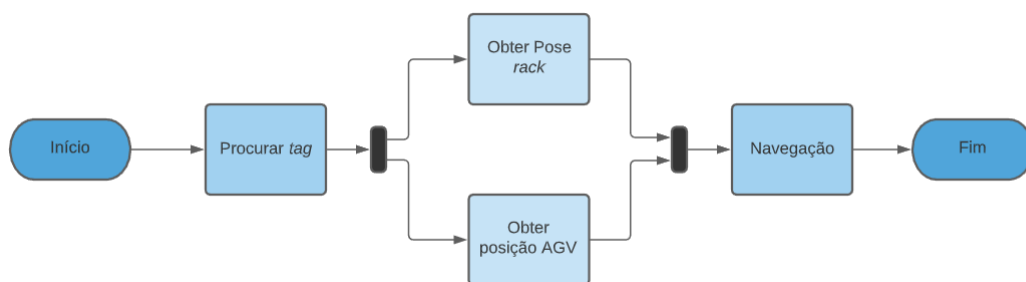 Início
Procurar tag
Obter Pose
rack
Obter
posição AGV
Navegação
Fim